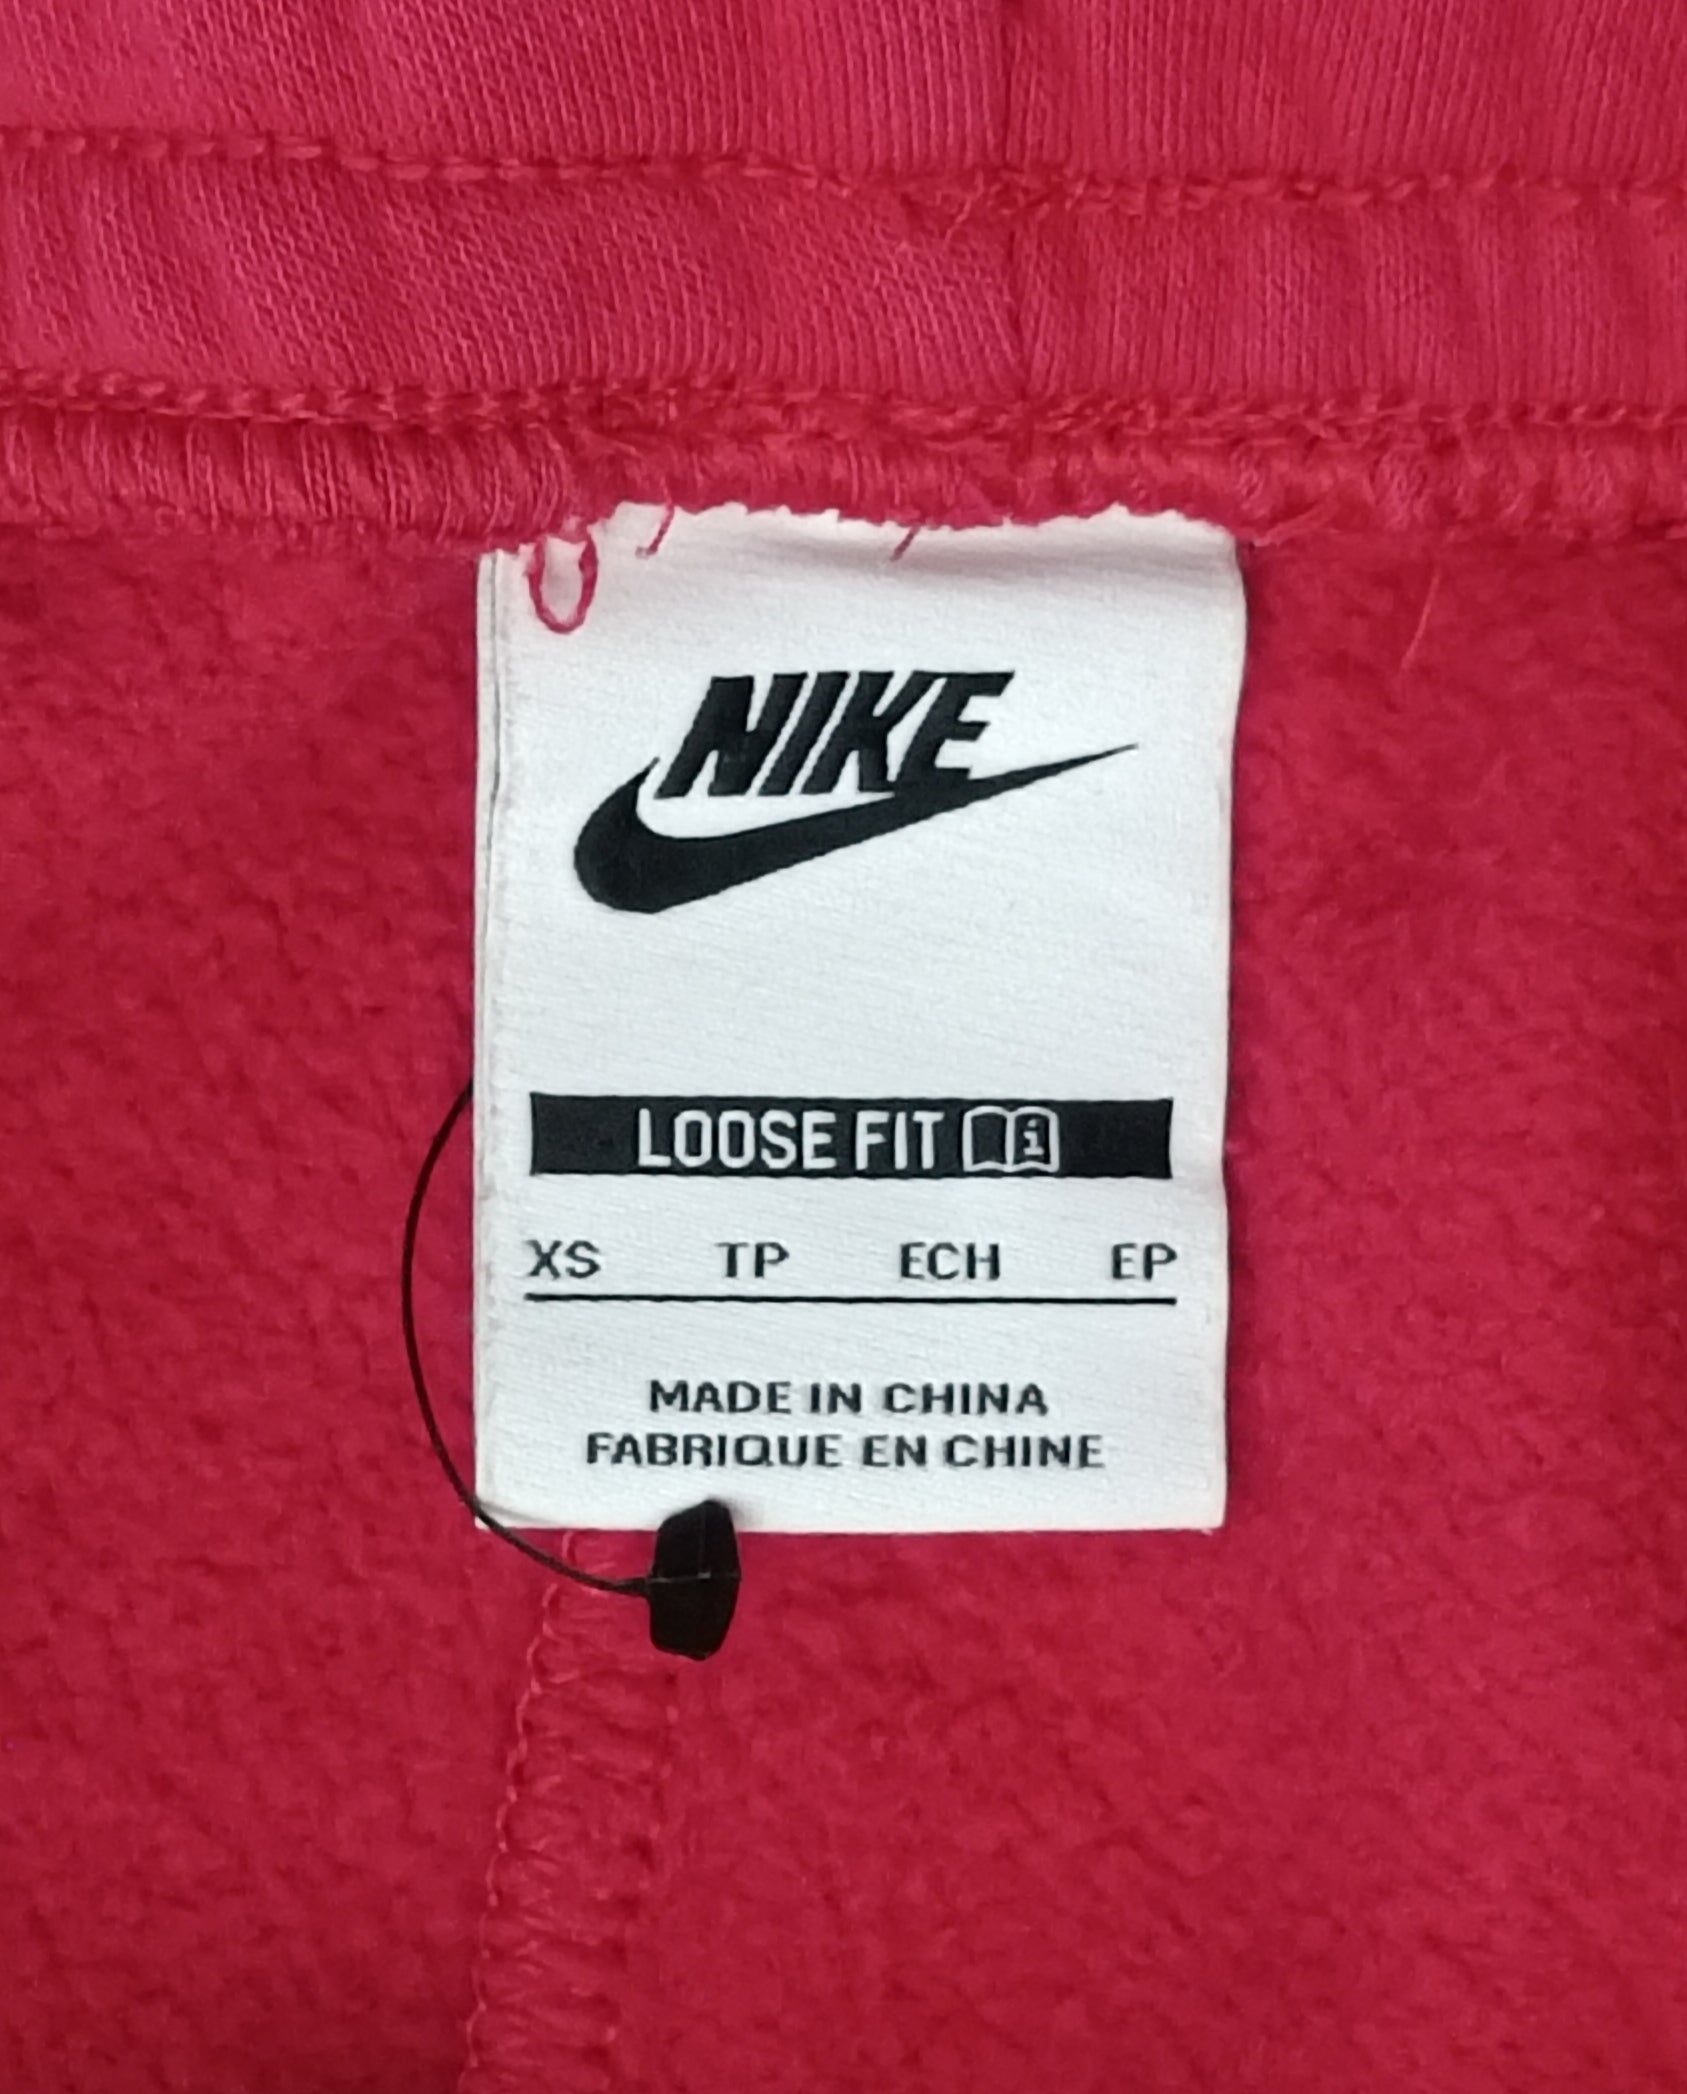 NIKE
LOOSE FIT
XS TP ECH EP
MADE IN CHINA
FABRIQUE EN CHINE